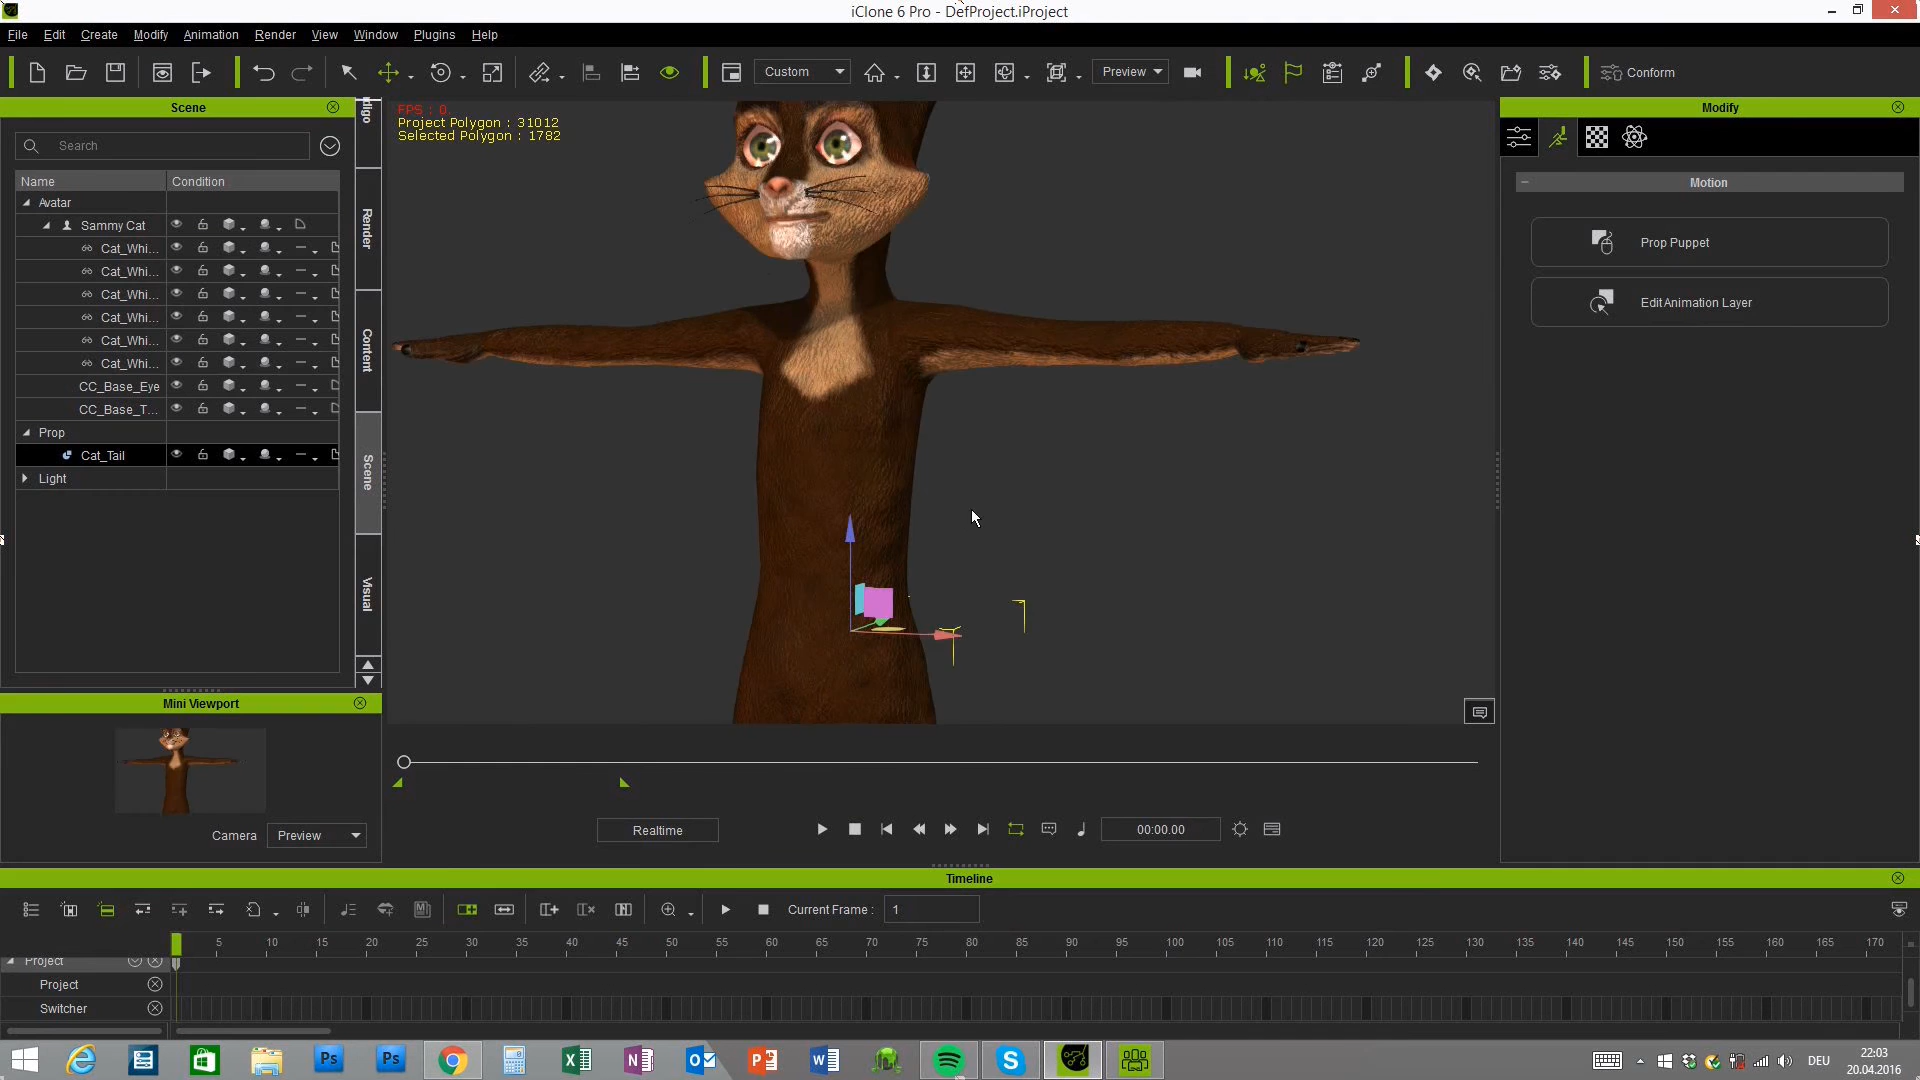 iClone 6 Pro - DefProject.iProject
File Edit Create Modify Animation Render View Window Plugins Help
Custom Preview Conform
Scene
Search
Name Condition
Avatar
Sammy Cat
Cat_Whi...
Cat_Whi...
Cat_Whi...
Cat_Whi...
Cat_Whi...
Cat_Whi...
CC_Base_Eye
CC_Base_T...
Prop
Cat_Tail
Light
Render
Content
Scene
Visual
FPS : 0
Project Polygon : 31012
Selected Polygon : 1782
Modify
Motion
Prop Puppet
Edit Animation Layer
Mini Viewport
Camera Preview
Realtime
00:00.00
Timeline
Current Frame : 1
5 10 15 20 25 30 35 40 45 50 55 60 65 70 75 80 85 90 95 100 105 110 115 120 125 130 135 140 145 150 155 160 165 170
Project
Project
Switcher
Ps Ps
DEU
22:03
20.04.2016